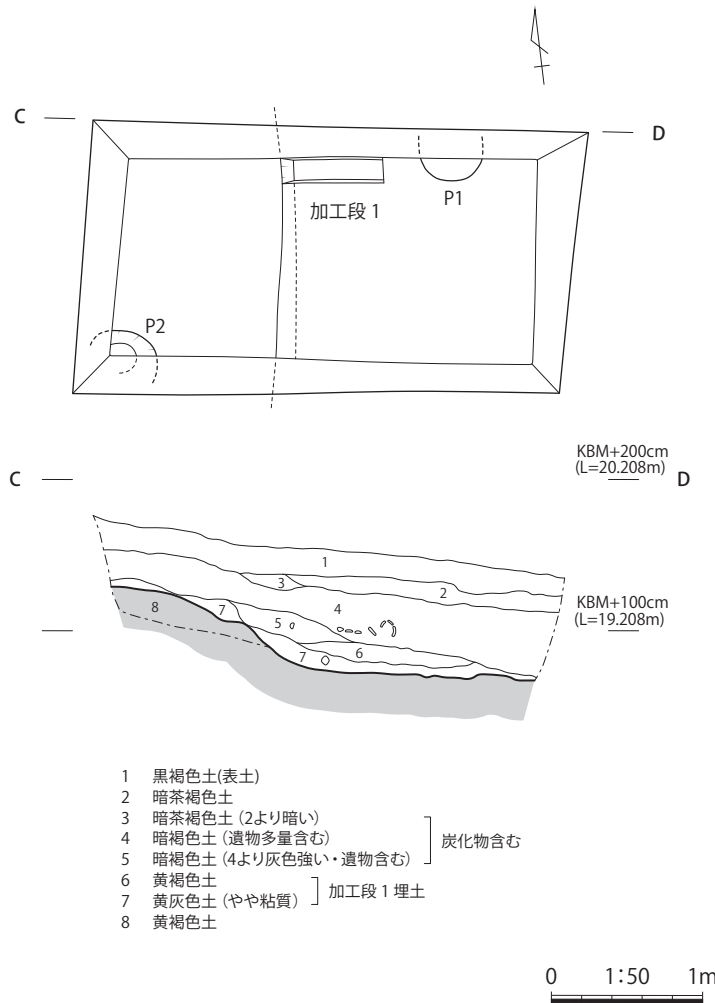 C
D
P1
加工段 1
P2
KBM+200cm
(L=20.208m)
C
D
1
3
2
KBM+100cm
(L=19.208m)
4
8
7
5
6
7
1 黒褐色土(表土)
2 暗茶褐色土
3 暗茶褐色土(2より暗い)
4 暗褐色土(遺物多量含む)
炭化物含む
5 暗褐色土(4より灰色強い・遺物含む)
6 黄褐色土
加工段 1 埋土
7 黄灰色土(やや粘質)
8 黄褐色土
0 1:50 1m